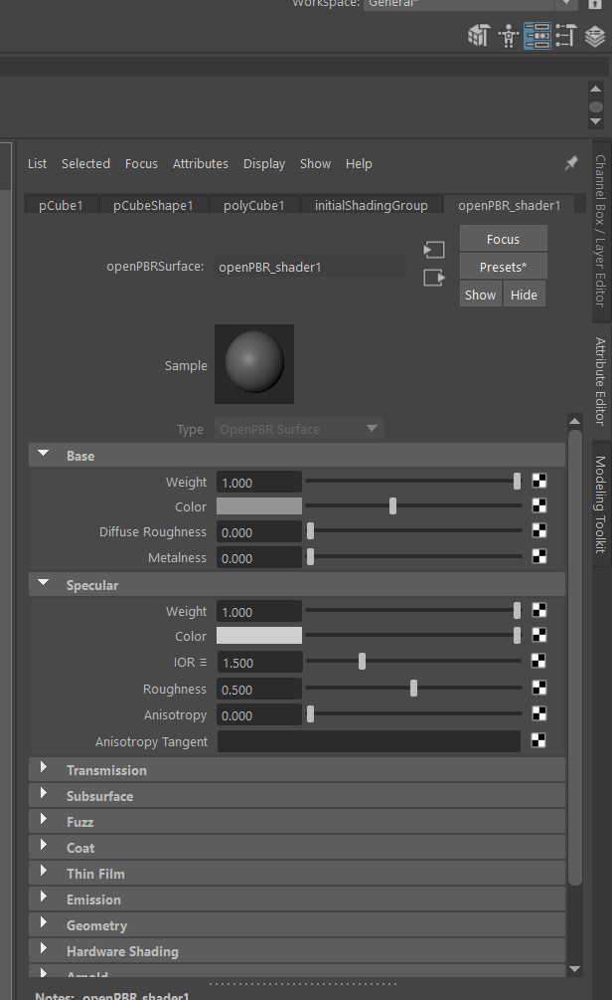 Workspace: General*
List Selected Focus Attributes Display Show Help
pCube1 pCubeShape1 polyCube1 initialShadingGroup openPBR_shader1
Focus
openPBRSurface: openPBR_shader1
Presets*
Show Hide
Sample
Type OpenPBR Surface
Base
Weight 1.000
Color
Diffuse Roughness 0.000
Metalness 0.000
Specular
Weight 1.000
Color
IOR 1.500
Roughness 0.500
Anisotropy 0.000
Anisotropy Tangent
Transmission
Subsurface
Fuzz
Coat
Thin Film
Emission
Geometry
Hardware Shading
Arnold
Notes: openPBR_shader1
Channel Box / Layer Editor
Attribute Editor
Modeling Toolkit